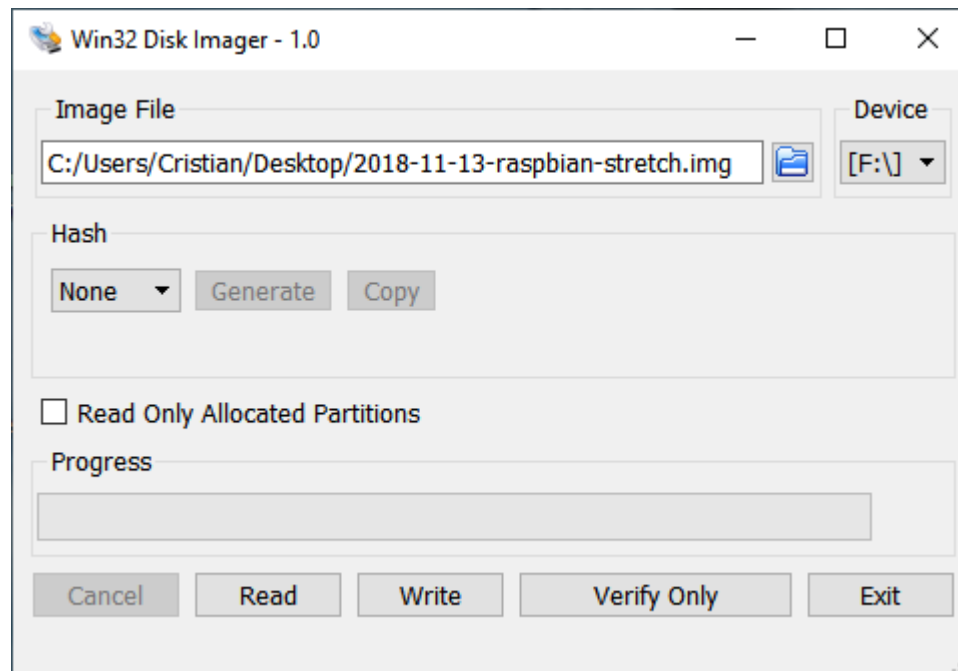 Win32 Disk Imager - 1.0
Image File
Device
C:/Users/Cristian/Desktop/2018-11-13-raspbian-stretch.img
[F:\]
Hash
None
Generate
Copy
Read Only Allocated Partitions
Progress
Cancel
Read
Write
Verify Only
Exit